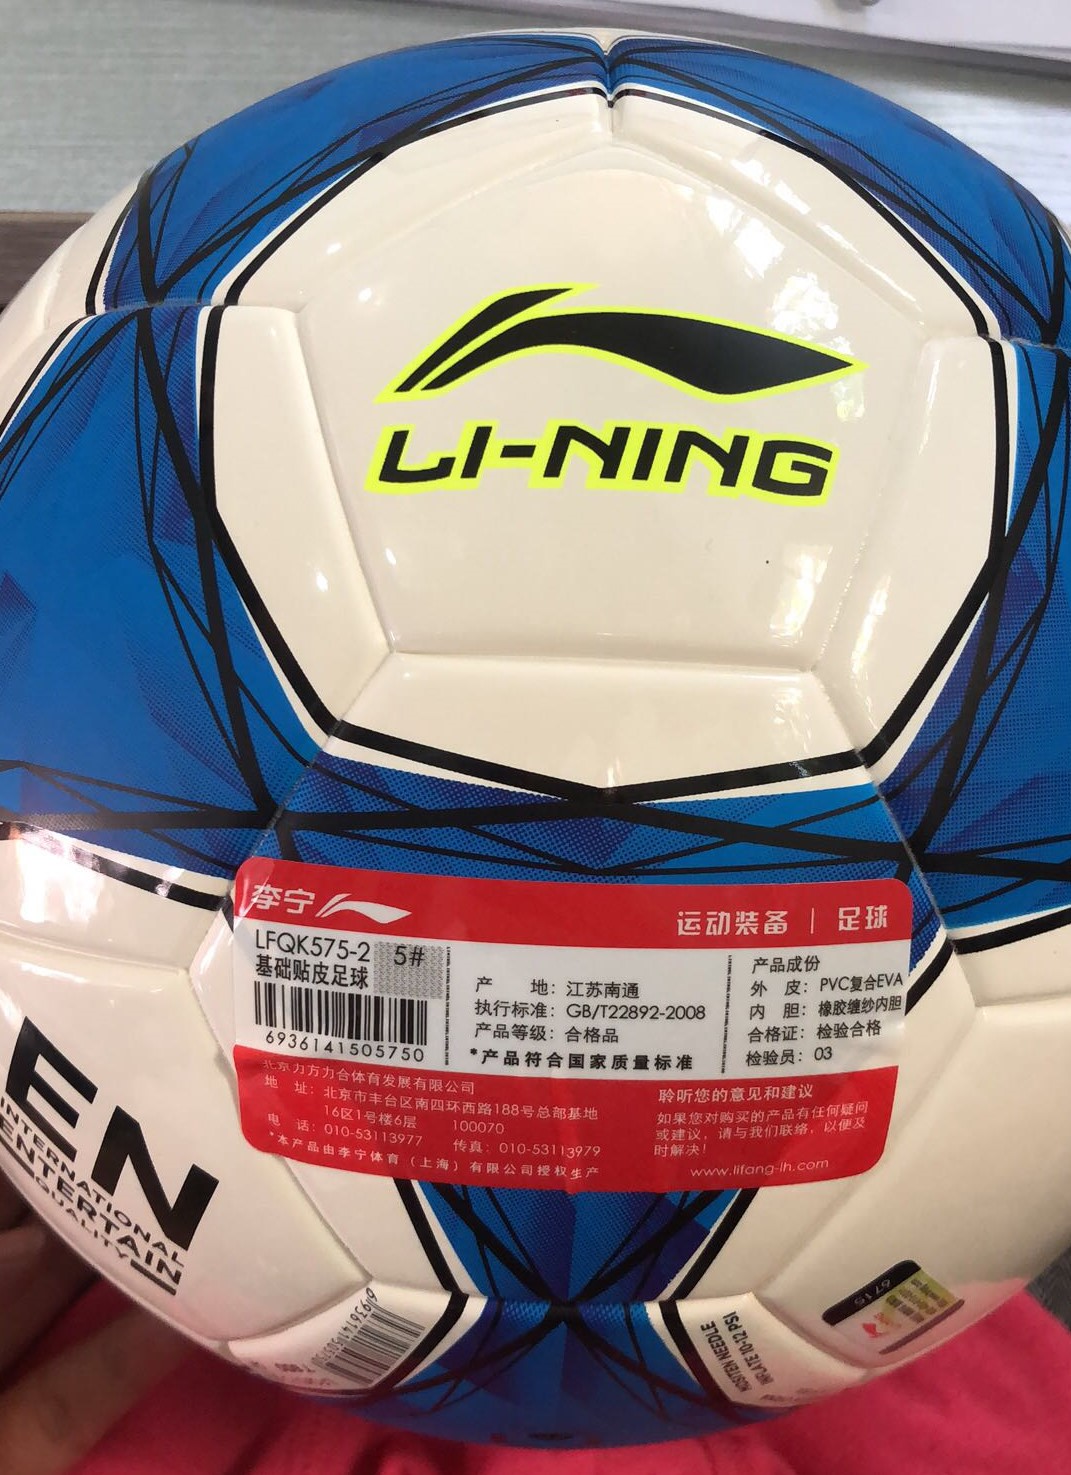 LI-NING
李宁
运动装备 | 足球
LFQK575-2
5#
基础贴皮足球
6936141505750
产 地：江苏南通
执行标准：GB/T22892-2008
产品等级：合格品
*产品符合国家质量标准
产品成份
外 皮：PVC复合EVA
内 胆：橡胶缠纱内胆
合格证：检验合格
检验员：03
北京力方力合体育发展有限公司
地 址：北京市丰台区南四环西路188号总部基地
16区1号楼6层 100070
电 话：010-53113977 传真：010-53113979
*本产品由李宁体育（上海）有限公司授权生产
聆听您的意见和建议
如果您对购买的产品有任何疑问
或建议，请与我们联络，以便及
时解决！
www.lifang-lh.com
EN
INTERNATIONAL
ENTERTAIN
QUALITY
6715
NEEDLE
INFLATE 10-12 PSI